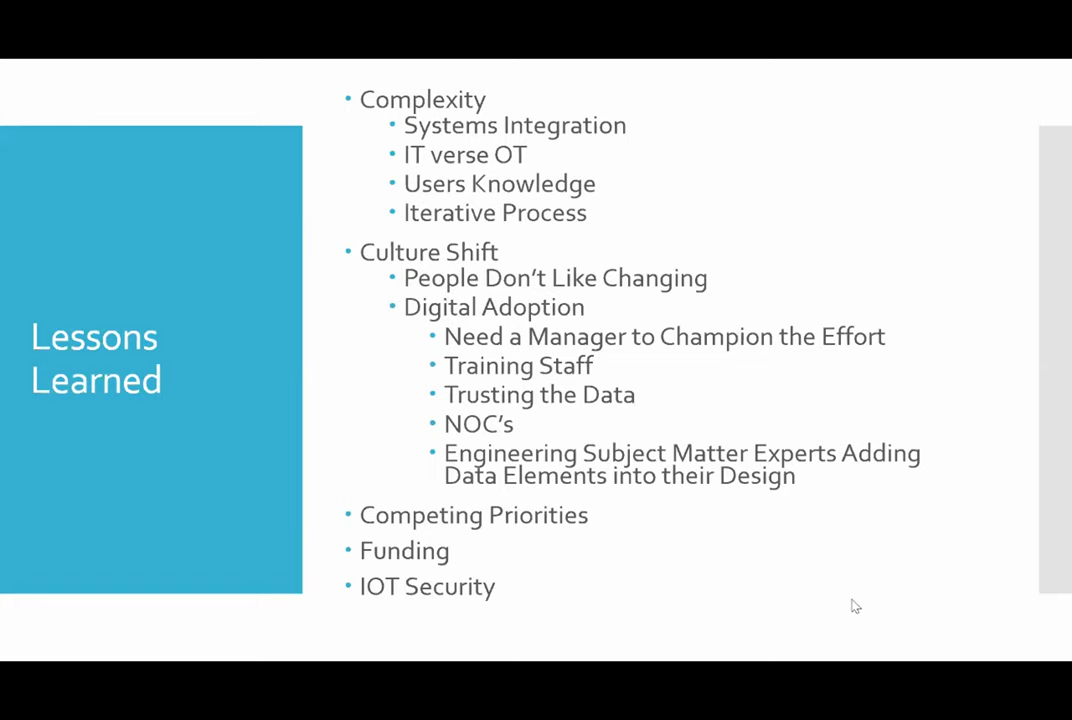 Lessons
Learned
• Complexity
• Systems Integration
• IT verse OT
• Users Knowledge
• Iterative Process
• Culture Shift
• People Don't Like Changing
• Digital Adoption
• Need a Manager to Champion the Effort
• Training Staff
• Trusting the Data
• NOC's
• Engineering Subject Matter Experts Adding
Data Elements into their Design
• Competing Priorities
• Funding
• IOT Security